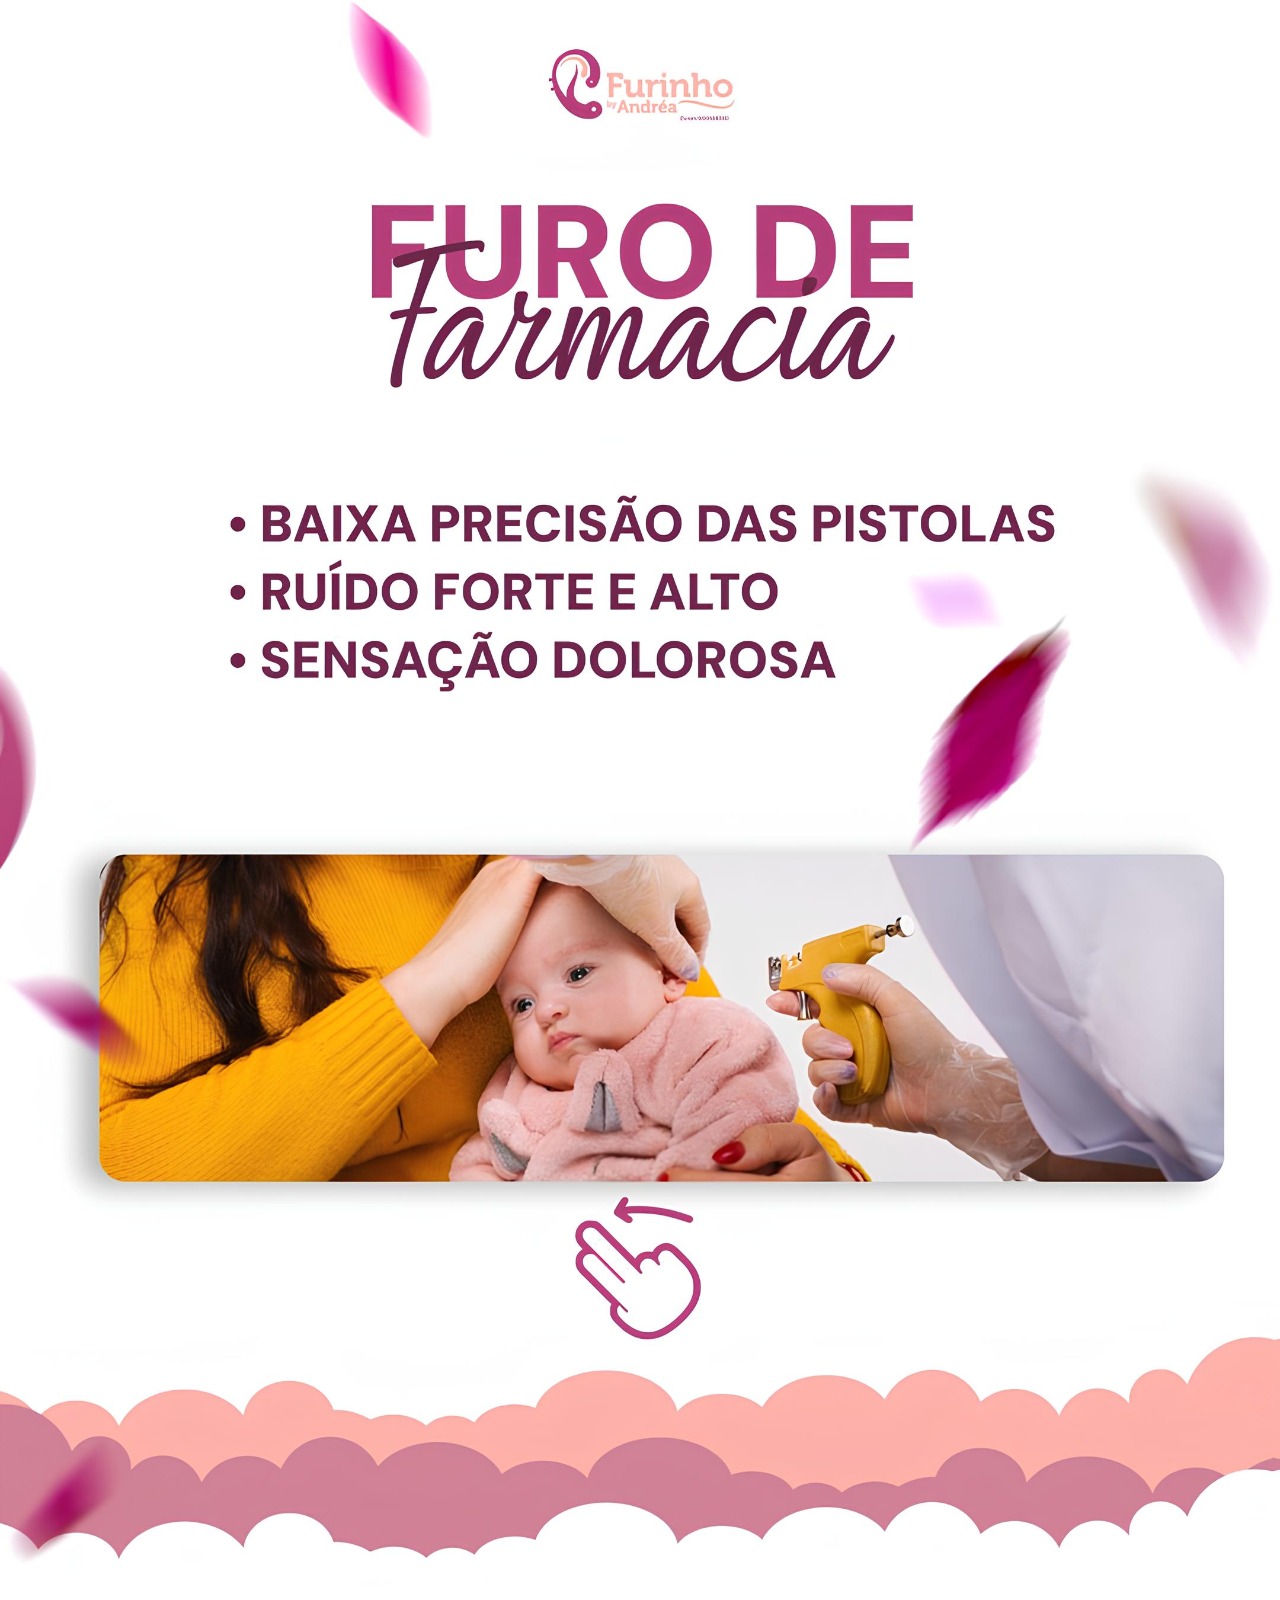 Furinho
by Andréa
FURO DE
Farmacia
• BAIXA PRECISÃO DAS PISTOLAS
• RUÍDO FORTE E ALTO
• SENSAÇÃO DOLOROSA